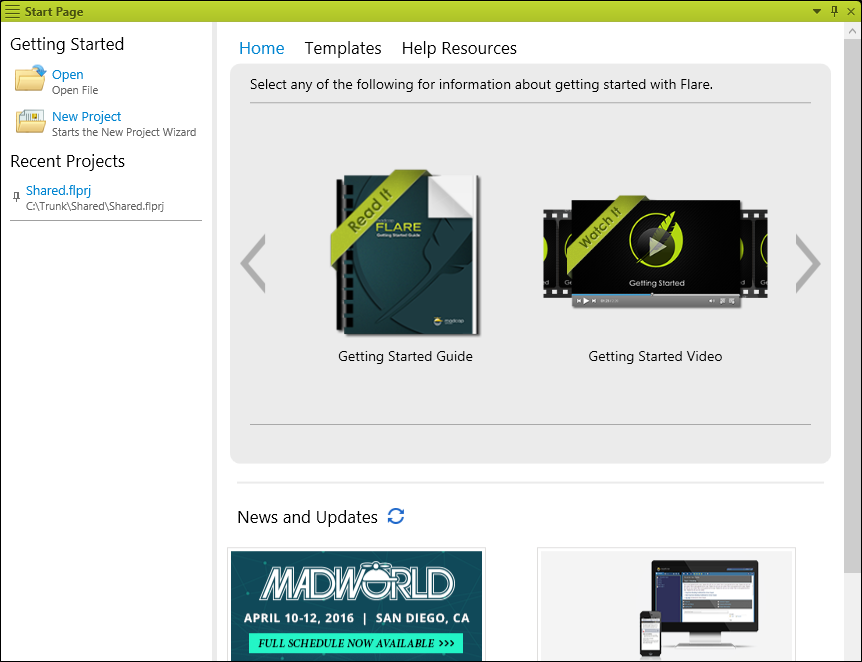 Start Page
Getting Started
Open
Open File
New Project
Starts the New Project Wizard
Recent Projects
Shared.flprj
C:\Trunk\Shared\Shared.flprj
Home Templates Help Resources
Select any of the following for information about getting started with Flare.
Read It
FLARE
Getting Started Guide
madcap
Getting Started Guide
Watch It
Getting Started
Getting Started Video
News and Updates
MADWORLD
APRIL 10-12, 2016 | SAN DIEGO, CA
FULL SCHEDULE NOW AVAILABLE >>>